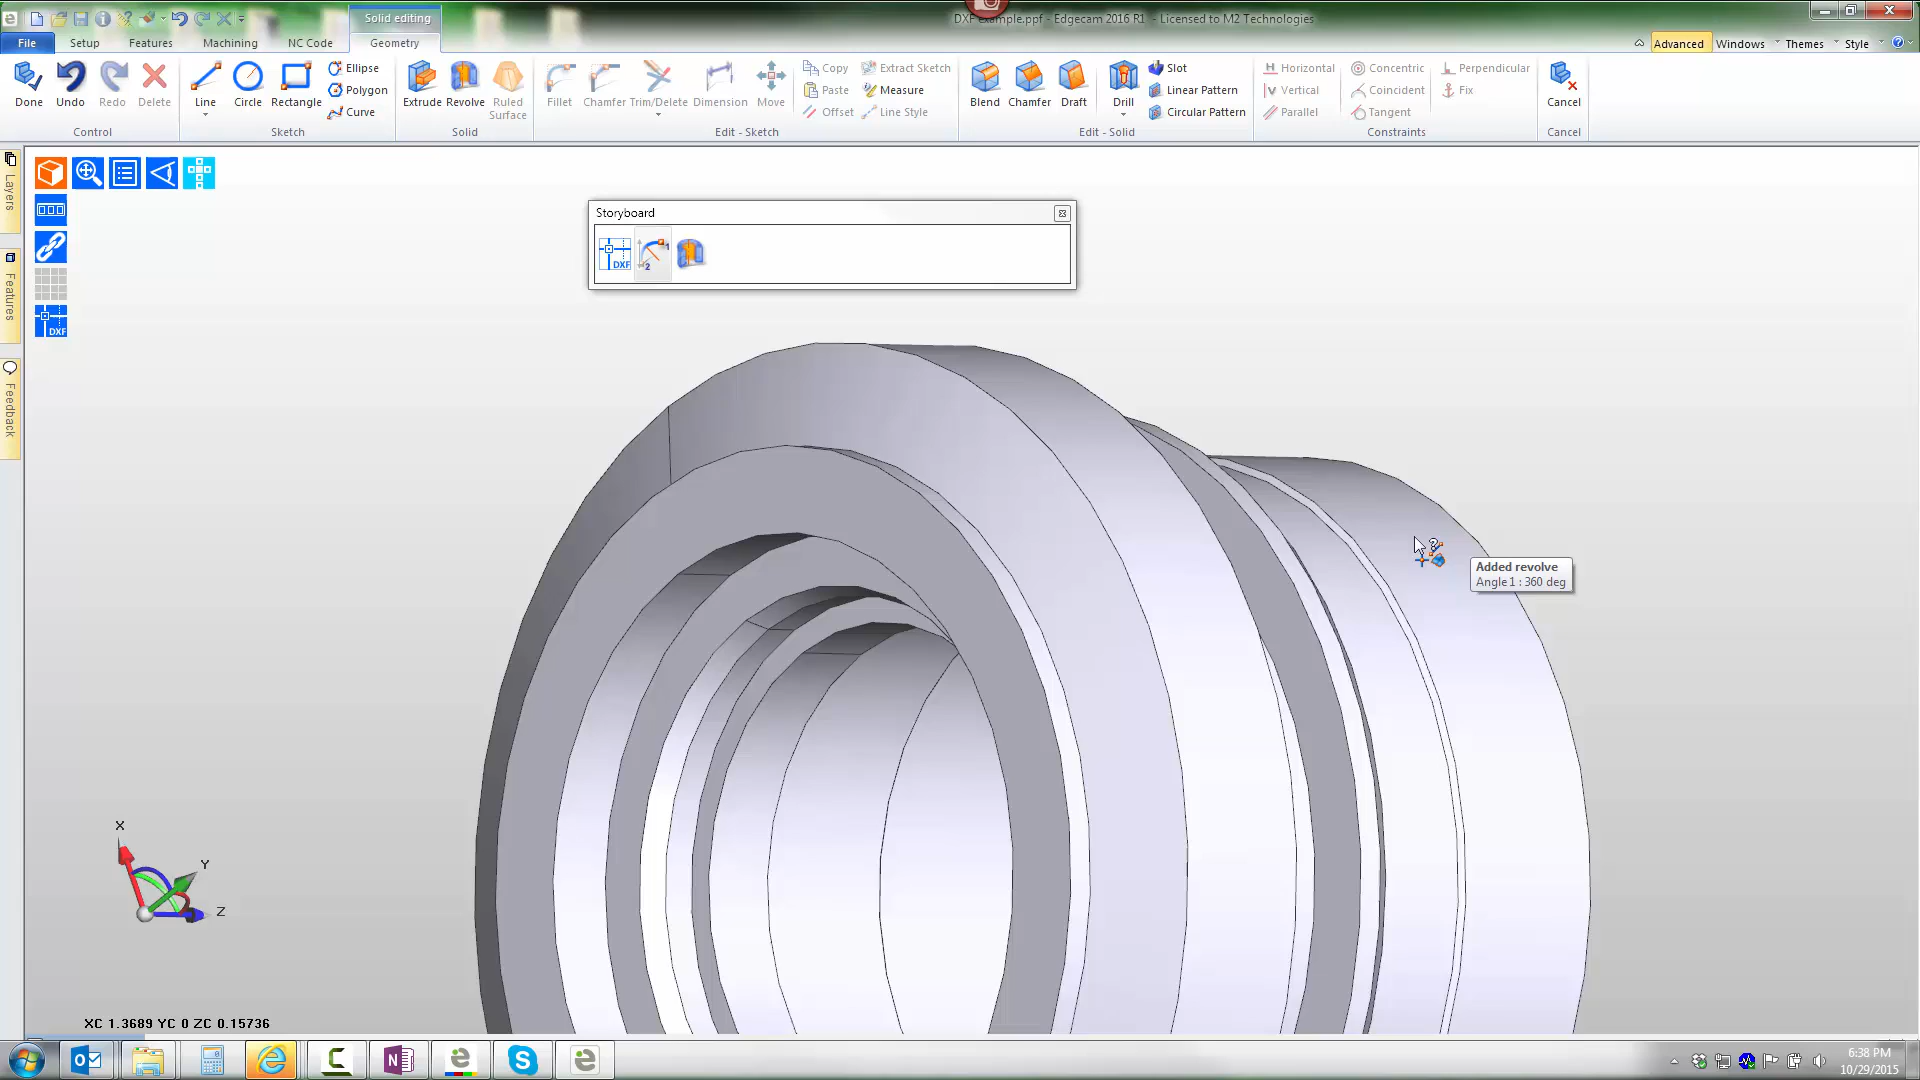 Solid editing
DXF Example.ppf - Edgecam 2016 R1 - Licensed to M2 Technologies
File Setup Features Machining NC Code Geometry
Advanced Windows Themes Style
Done Undo Redo Delete
Control
Line Circle Rectangle
Ellipse
Polygon
Curve
Sketch
Extrude Revolve Ruled Surface
Solid
Fillet Chamfer Trim/Delete Dimension Move
Copy Extract Sketch
Paste Measure
Offset Line Style
Edit - Sketch
Blend Chamfer Draft Drill
Slot
Linear Pattern
Circular Pattern
Edit - Solid
Horizontal Concentric Perpendicular
Vertical Coincident Fix
Parallel Tangent
Constraints
Cancel
Cancel
Layers
Features
Feedback
DXF
Storyboard
DXF
1
2
Added revolve
Angle 1 : 360 deg
X
Y
Z
XC 1.3689 YC 0 ZC 0.15736
6:38 PM
10/29/2015